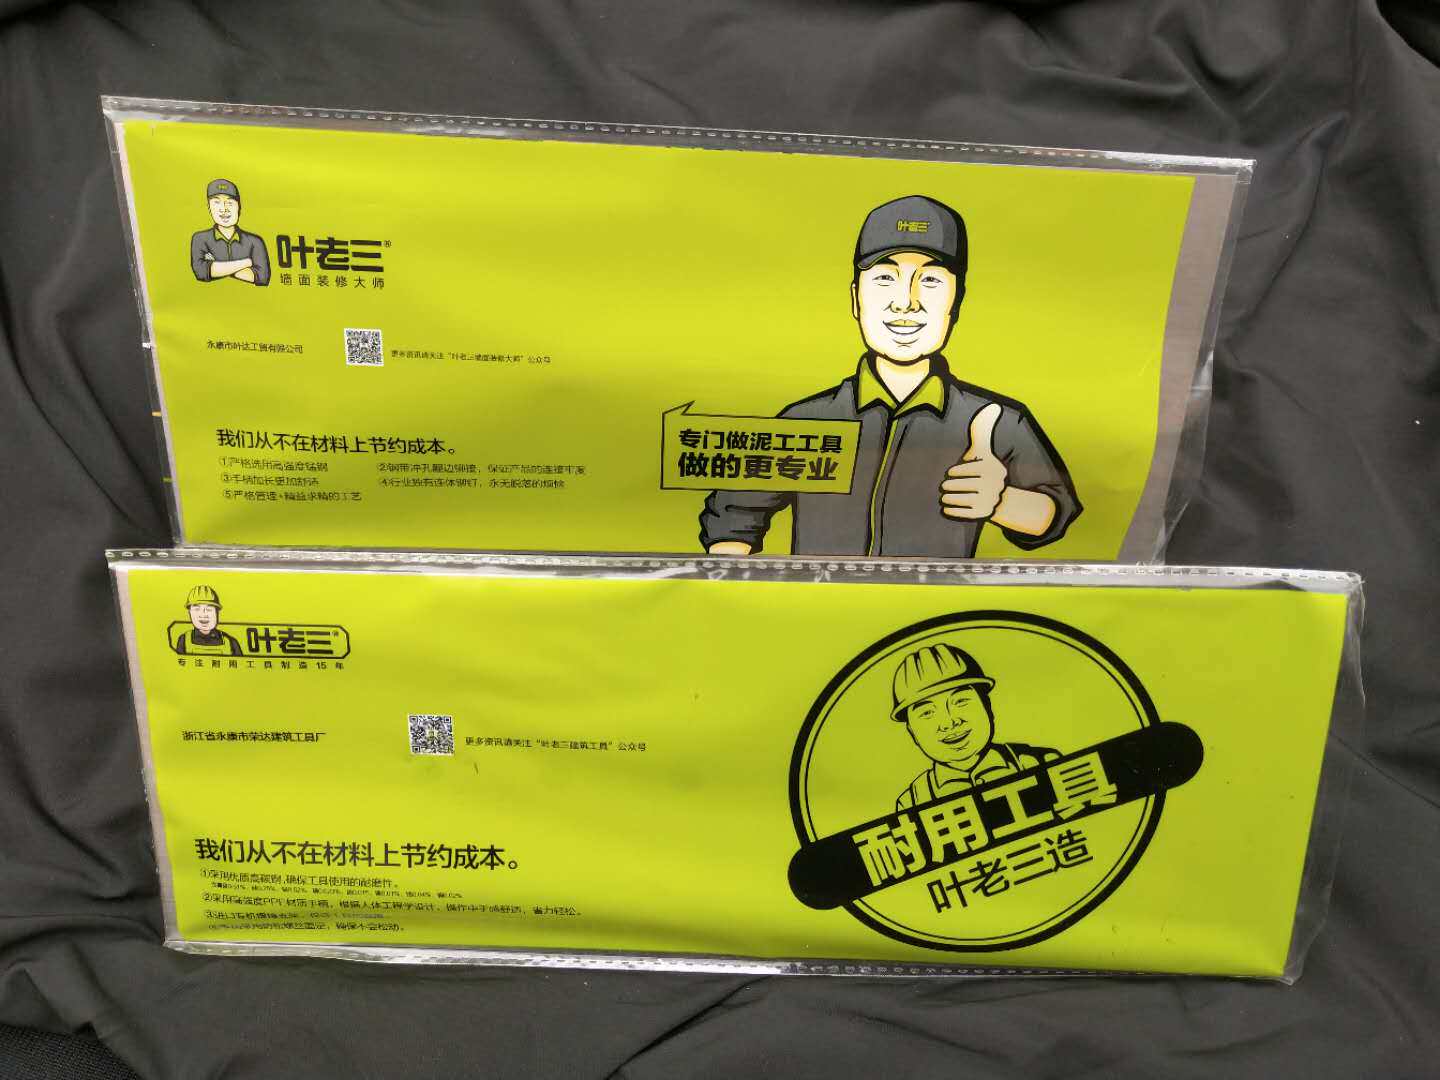 叶老三®
墙面装修大师
叶老三
永康市叶达工贸有限公司
更多资讯请关注“叶老三墙面装修大师”公众号
专门做泥工工具
做的更专业
我们从不在材料上节约成本。
①严格选用高强度锰钢
②钢带冲孔翻边铆接，保证产品的连接牢固
③手柄加长更加舒适
④行业独有连体铆钉，永无脱落的烦恼
⑤严格管理，精益求精的工艺
叶老三®
专注耐用工具制造15年
浙江省永康市荣达建筑工具厂
更多资讯请关注“叶老三建筑工具”公众号
耐用工具
叶老三造
我们从不在材料上节约成本。
①采用优质高碳钢,确保工具使用的耐磨性。
②采用高强度PPF材质手柄，根据人体工程学设计，操作中手感舒适，省力轻松。
确保不会松动。